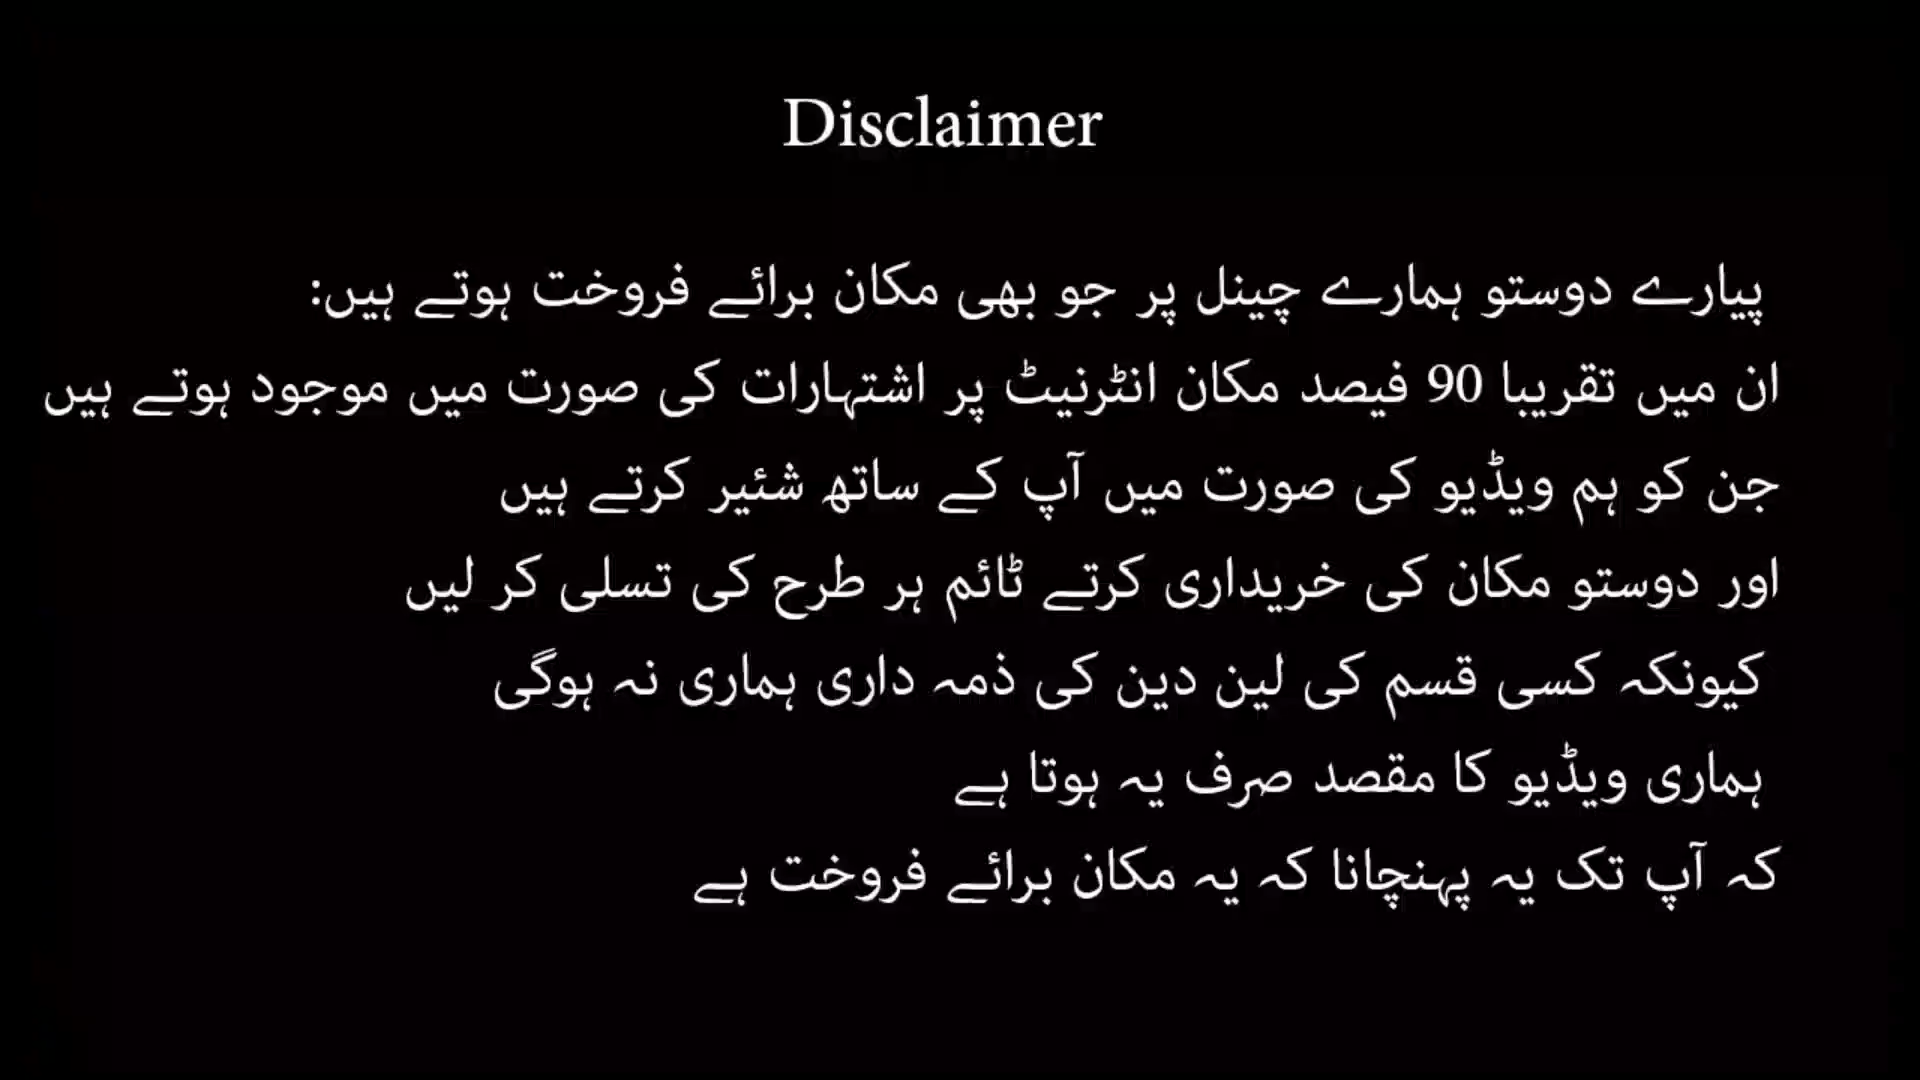 Disclaimer
پیارے دوستو ہمارے چینل پر جو بھی مکان برائے فروخت ہوتے ہیں:
ان میں تقریبا 90 فیصد مکان انٹرنیٹ پر اشتہارات کی صورت میں موجود ہوتے ہیں
جن کو ہم ویڈیو کی صورت میں آپ کے ساتھ شئیر کرتے ہیں
اور دوستو مکان کی خریداری کرتے ٹائم ہر طرح کی تسلی کر لیں
کیونکہ کسی قسم کی لین دین کی ذمہ داری ہماری نہ ہوگی
ہماری ویڈیو کا مقصد صرف یہ ہوتا ہے
کہ آپ تک یہ پہنچانا کہ یہ مکان برائے فروخت ہے